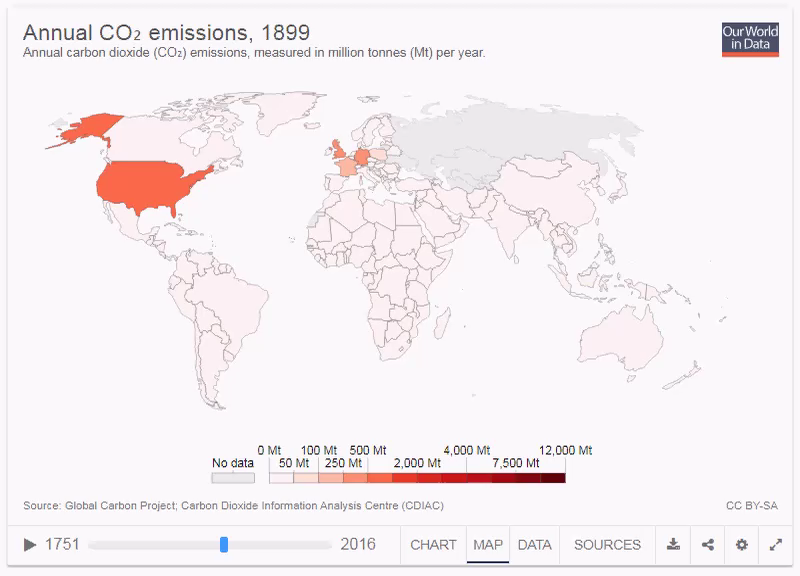 Annual CO₂ emissions, 1899
Annual carbon dioxide (CO₂) emissions, measured in million tonnes (Mt) per year.
Our World
in Data
No data
0 Mt 100 Mt 500 Mt 4,000 Mt 12,000 Mt
50 Mt 250 Mt 2,000 Mt 7,500 Mt
Source: Global Carbon Project; Carbon Dioxide Information Analysis Centre (CDIAC)
CC BY-SA
1751 2016 CHART MAP DATA SOURCES